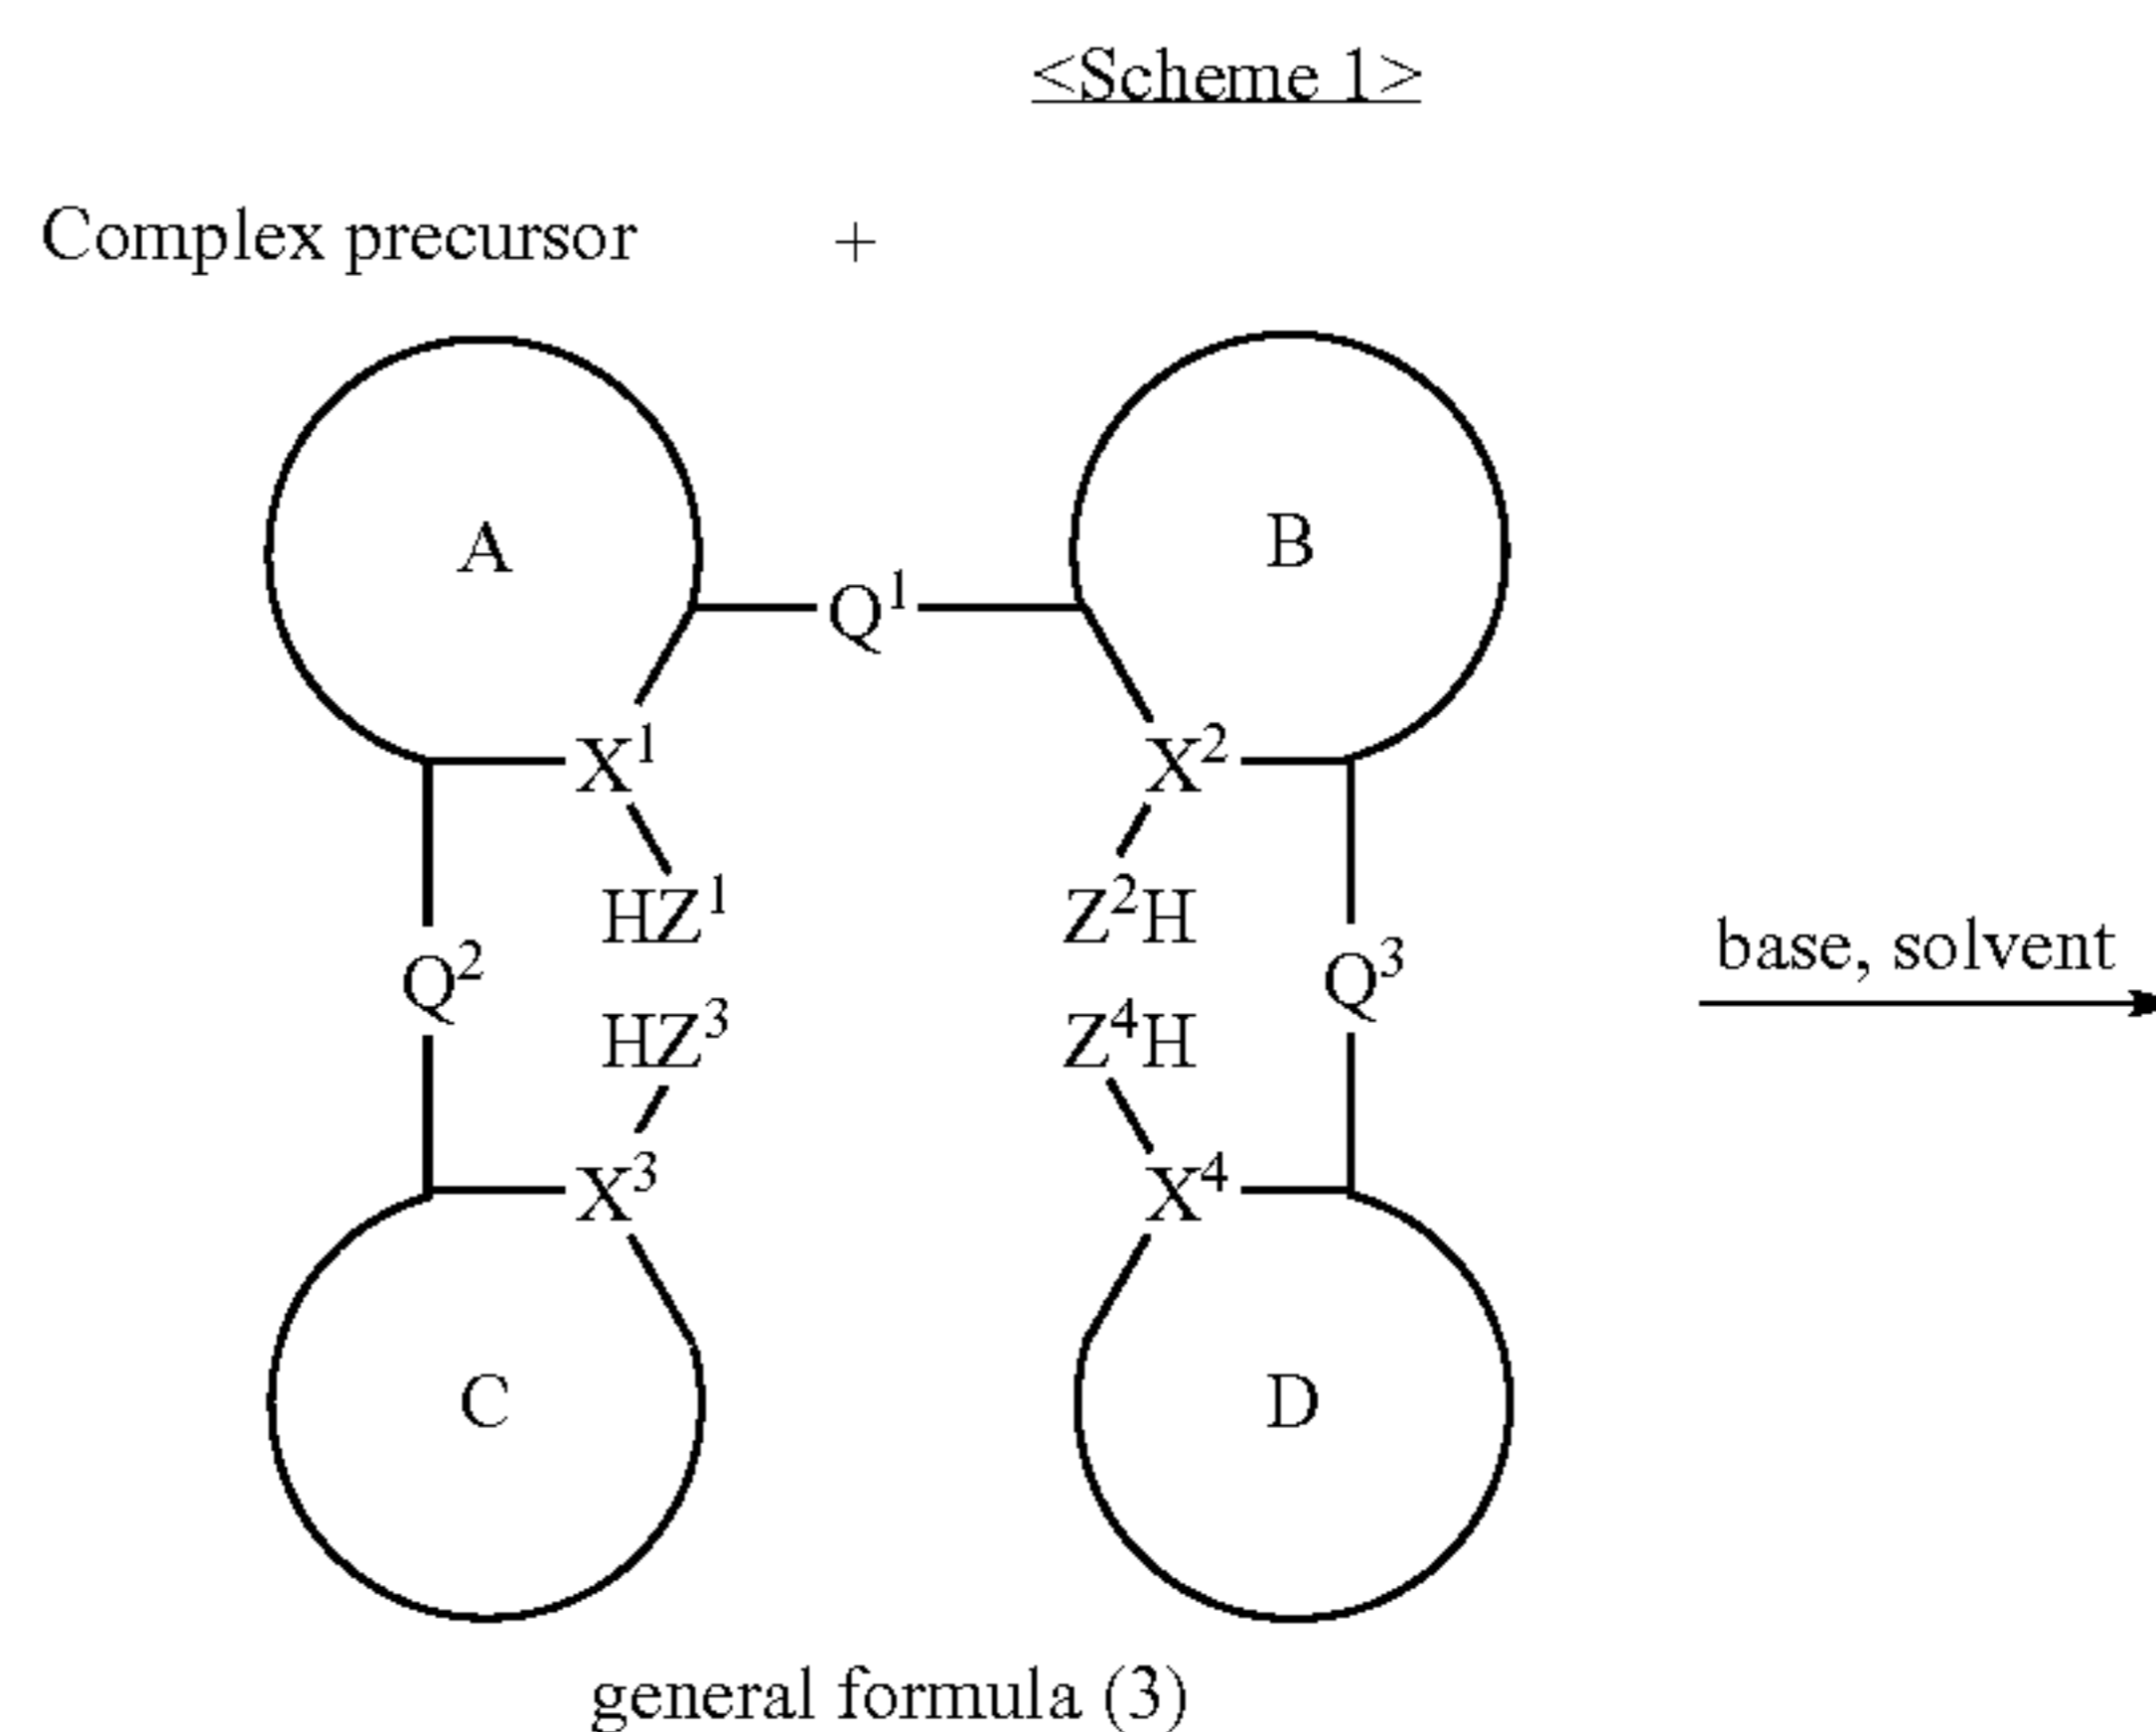 <Scheme 1>
Complex precursor +
A B
Q¹
X¹ X²
HZ¹ Z²H
Q² Q³ base, solvent
HZ³ Z⁴H
X³ X⁴
C D
general formula (3)